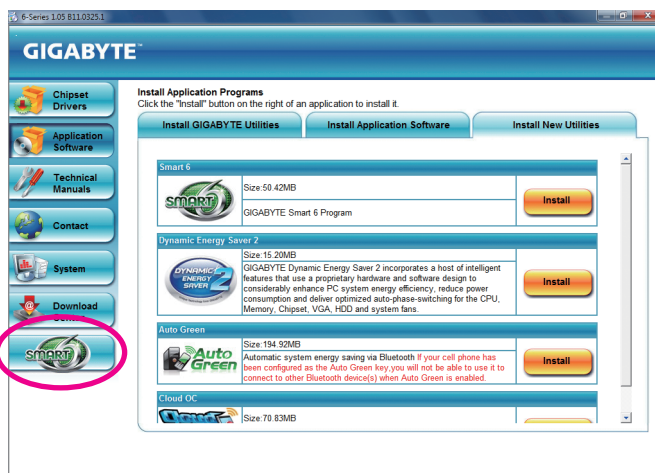 6-Series 1.05 B11.0325.1
GIGABYTE™
Chipset
Drivers
Application
Software
Technical
Manuals
Contact
System
Download
SMART 6
Install Application Programs
Click the "Install" button on the right of an application to install it.
Install GIGABYTE Utilities
Install Application Software
Install New Utilities
Smart 6
SMART 6
Size:50.42MB
GIGABYTE Smart 6 Program
Install
Dynamic Energy Saver 2
DYNAMIC
ENERGY
SAVER 2
Size:15.20MB
GIGABYTE Dynamic Energy Saver 2 incorporates a host of intelligent
features that use a proprietary hardware and software design to
considerably enhance PC system energy efficiency, reduce power
consumption and deliver optimized auto-phase-switching for the CPU,
Memory, Chipset, VGA, HDD and system fans.
Install
Auto Green
Auto
Green
Size:194.92MB
Automatic system energy saving via Bluetooth If your cell phone has
been configured as the Auto Green key,you will not be able to use it to
connect to other Bluetooth device(s) when Auto Green is enabled.
Install
Cloud OC
Size:70.83MB